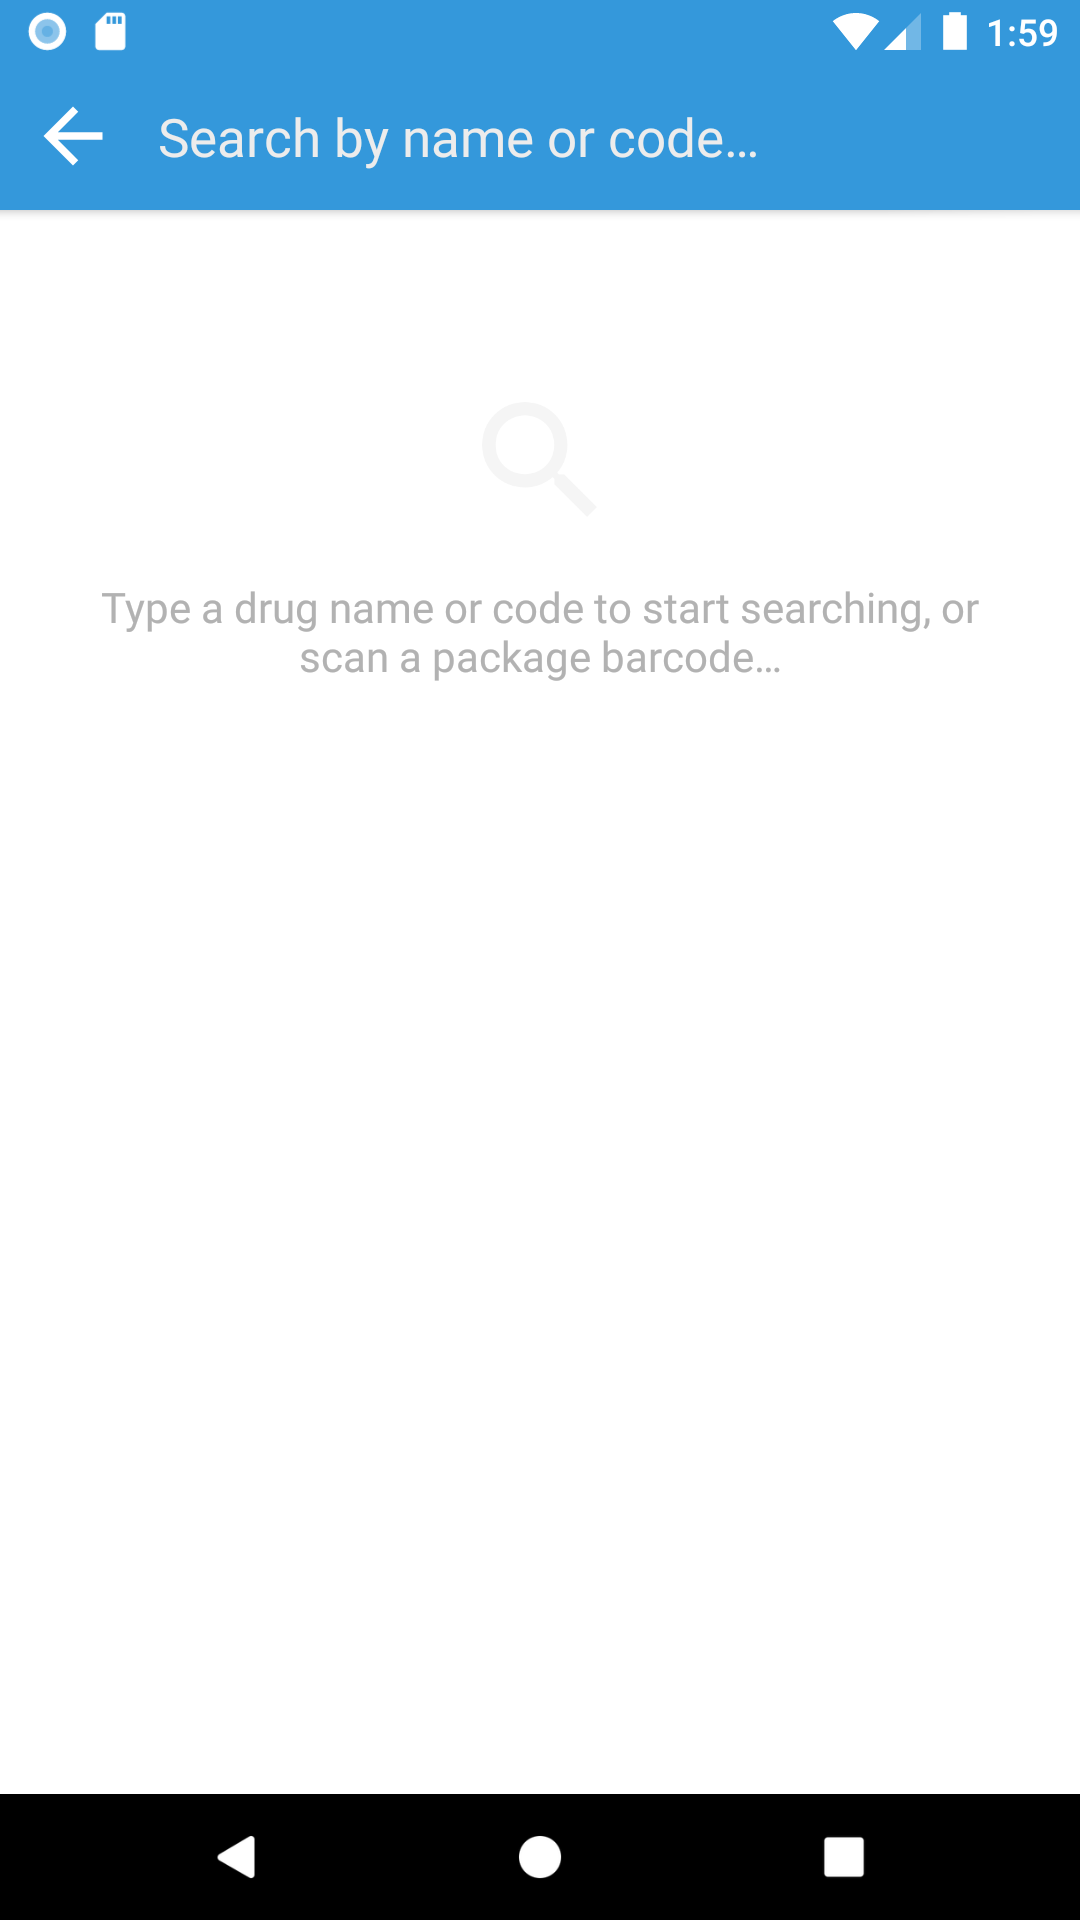 1:59
Search by name or code…
Type a drug name or code to start searching, or
scan a package barcode…